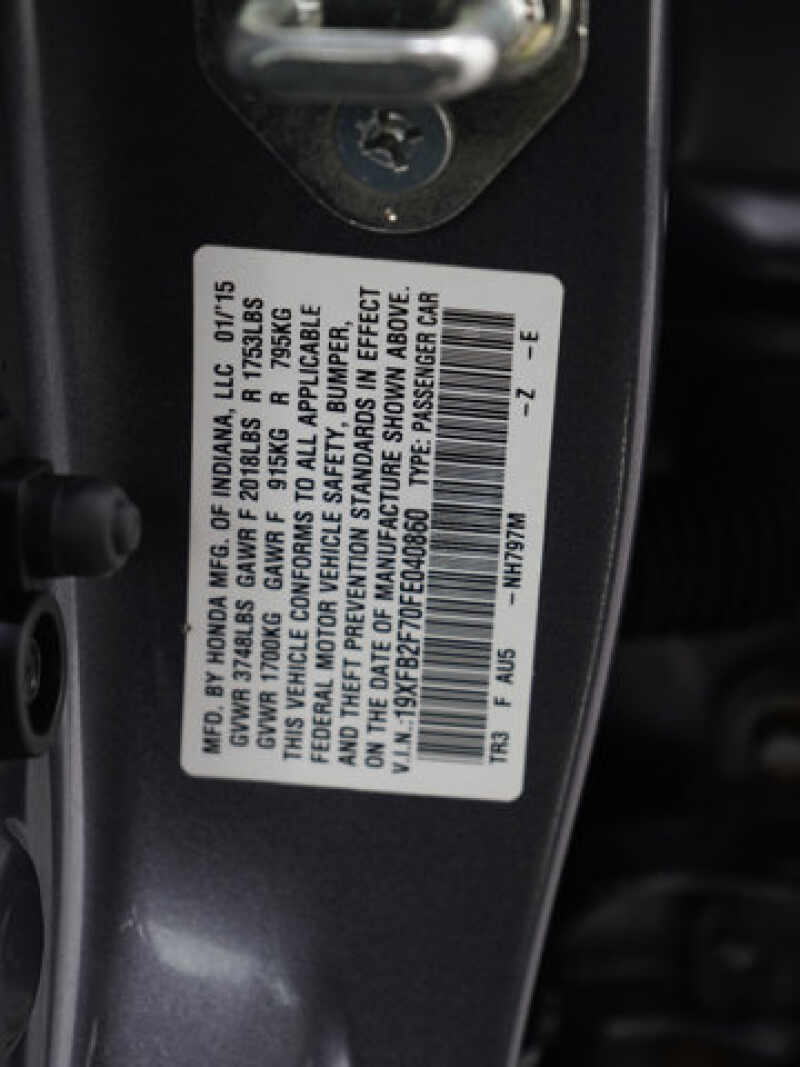 MFD. BY HONDA MFG. OF INDIANA, LLC 01/'15
GVWR 3748LBS GAWR F 2018LBS R 1753LBS
GVWR 1700KG GAWR F 915KG R 795KG
THIS VEHICLE CONFORMS TO ALL APPLICABLE
FEDERAL MOTOR VEHICLE SAFETY, BUMPER,
AND THEFT PREVENTION STANDARDS IN EFFECT
ON THE DATE OF MANUFACTURE SHOWN ABOVE.
V.I.N.:19XFB2F70FE040860 TYPE: PASSENGER CAR
TR3 F AU5 -NH797M -Z -E